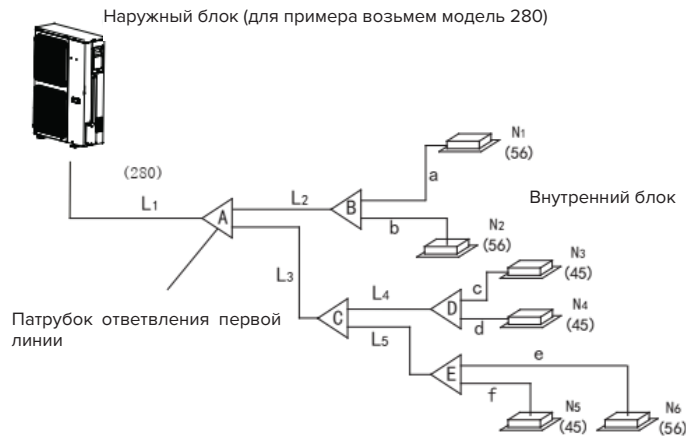 Наружный блок (для примера возьмем модель 280)
(280)
L1
A
L2
B
a
N1
(56)
b
N2
(56)
Внутренний блок
L3
C
L4
D
c
N3
(45)
d
N4
(45)
L5
E
e
f
N5
(45)
N6
(56)
Патрубок ответвления первой
линии